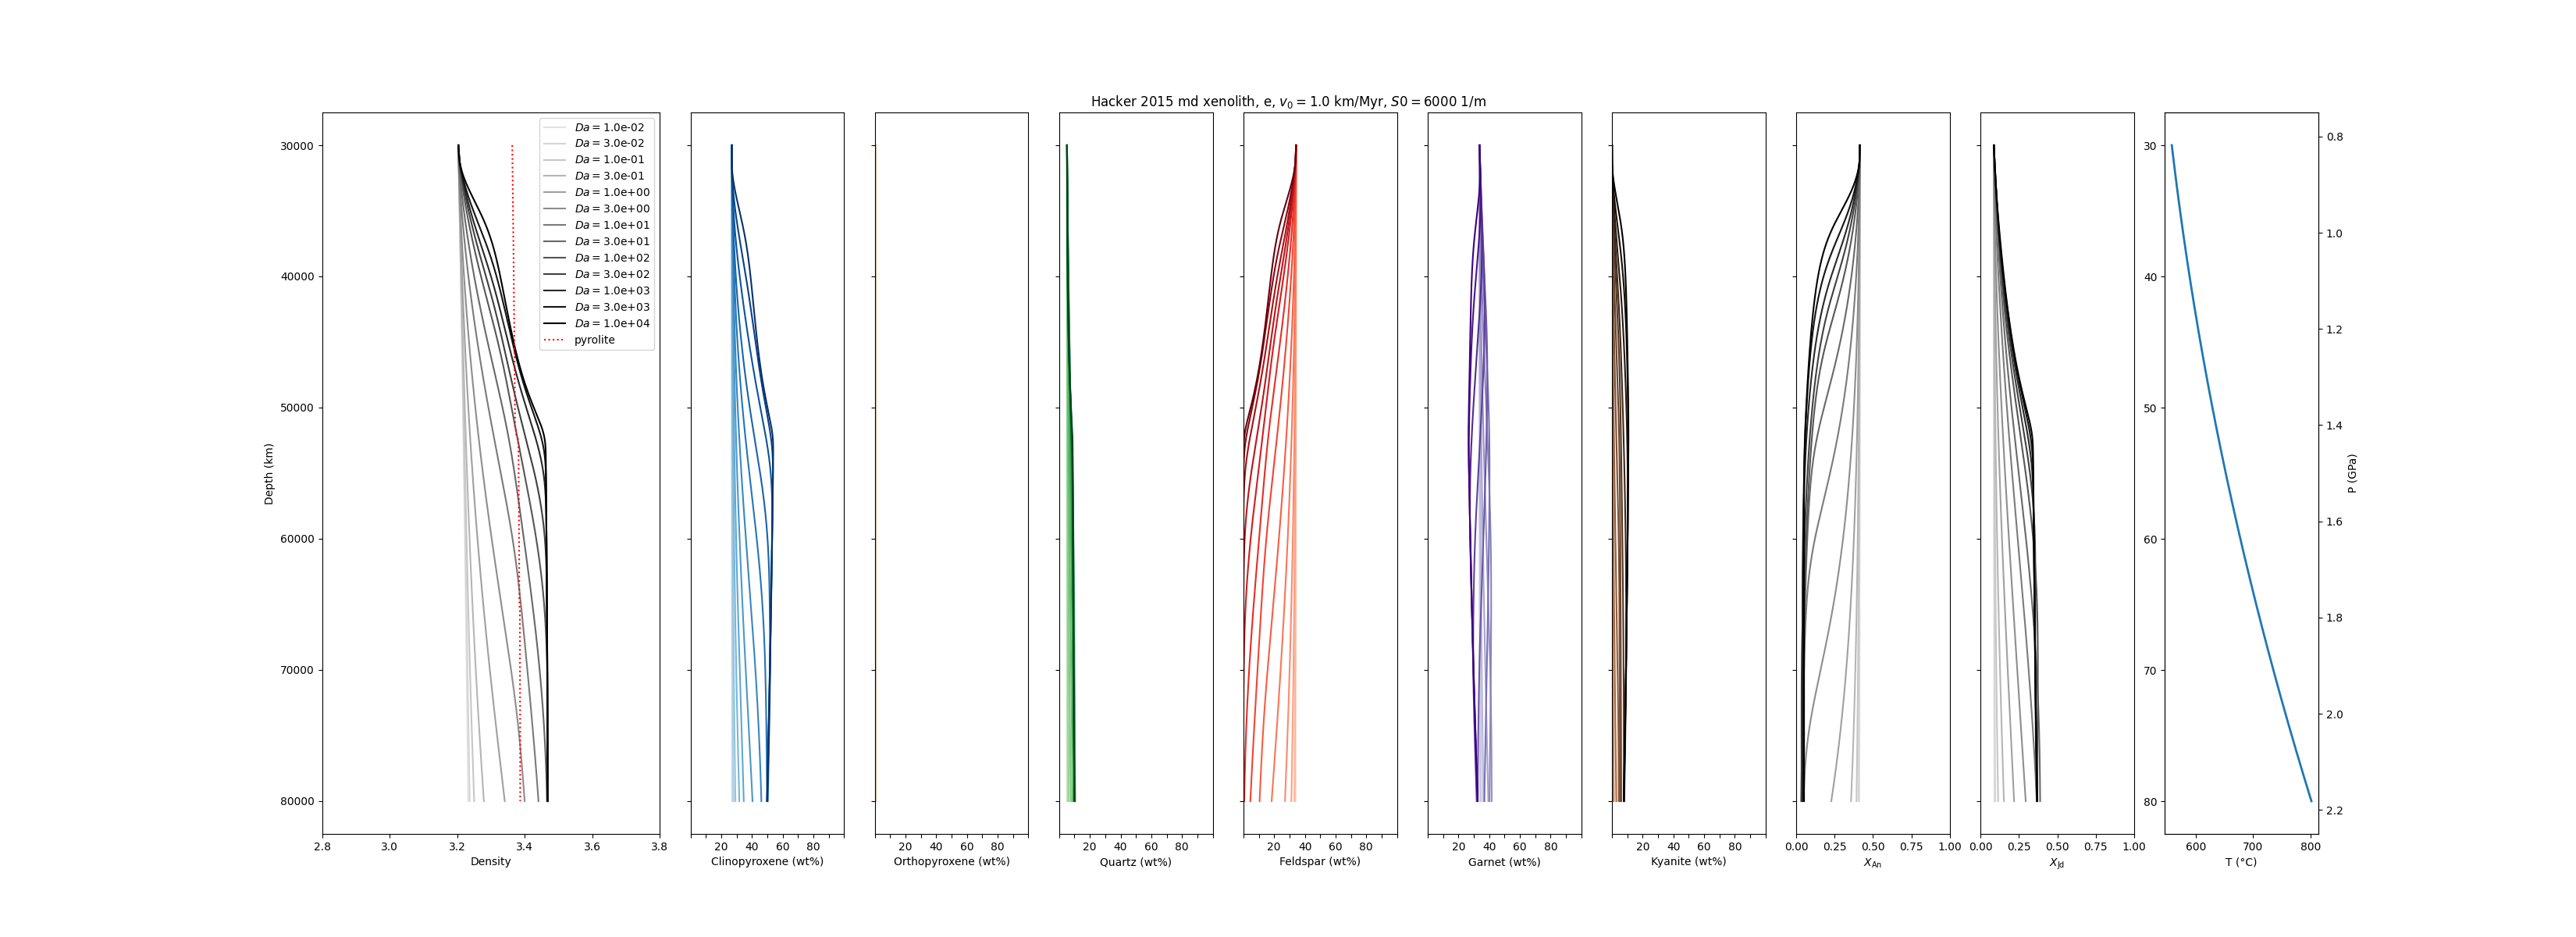 Hacker 2015 md xenolith, e, v₀ = 1.0 km/Myr, S0 = 6000 1/m
Da = 1.0e-02
Da = 3.0e-02
Da = 1.0e-01
Da = 3.0e-01
Da = 1.0e+00
Da = 3.0e+00
Da = 1.0e+01
Da = 3.0e+01
Da = 1.0e+02
Da = 3.0e+02
Da = 1.0e+03
Da = 3.0e+03
Da = 1.0e+04
pyrolite
30000
40000
50000
60000
70000
80000
Depth (km)
2.8 3.0 3.2 3.4 3.6 3.8
Density
20 40 60 80
Clinopyroxene (wt%)
20 40 60 80
Orthopyroxene (wt%)
20 40 60 80
Quartz (wt%)
20 40 60 80
Feldspar (wt%)
20 40 60 80
Garnet (wt%)
20 40 60 80
Kyanite (wt%)
0.00 0.25 0.50 0.75 1.00
X_An
0.00 0.25 0.50 0.75 1.00
X_Jd
30
40
50
60
70
80
600 700 800
T (°C)
0.8
1.0
1.2
1.4
1.6
1.8
2.0
2.2
P (GPa)